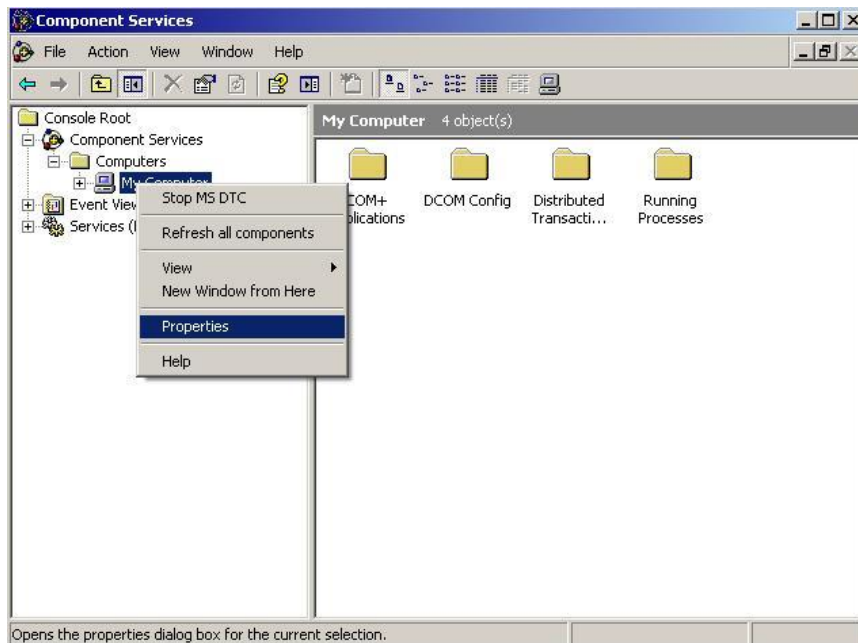 Component Services
File Action View Window Help
Console Root
Component Services
Computers
My Computer
Event View
Services (
Stop MS DTC
Refresh all components
View
New Window from Here
Properties
Help
My Computer 4 object(s)
COM+
plications
DCOM Config
Distributed
Transacti...
Running
Processes
Opens the properties dialog box for the current selection.